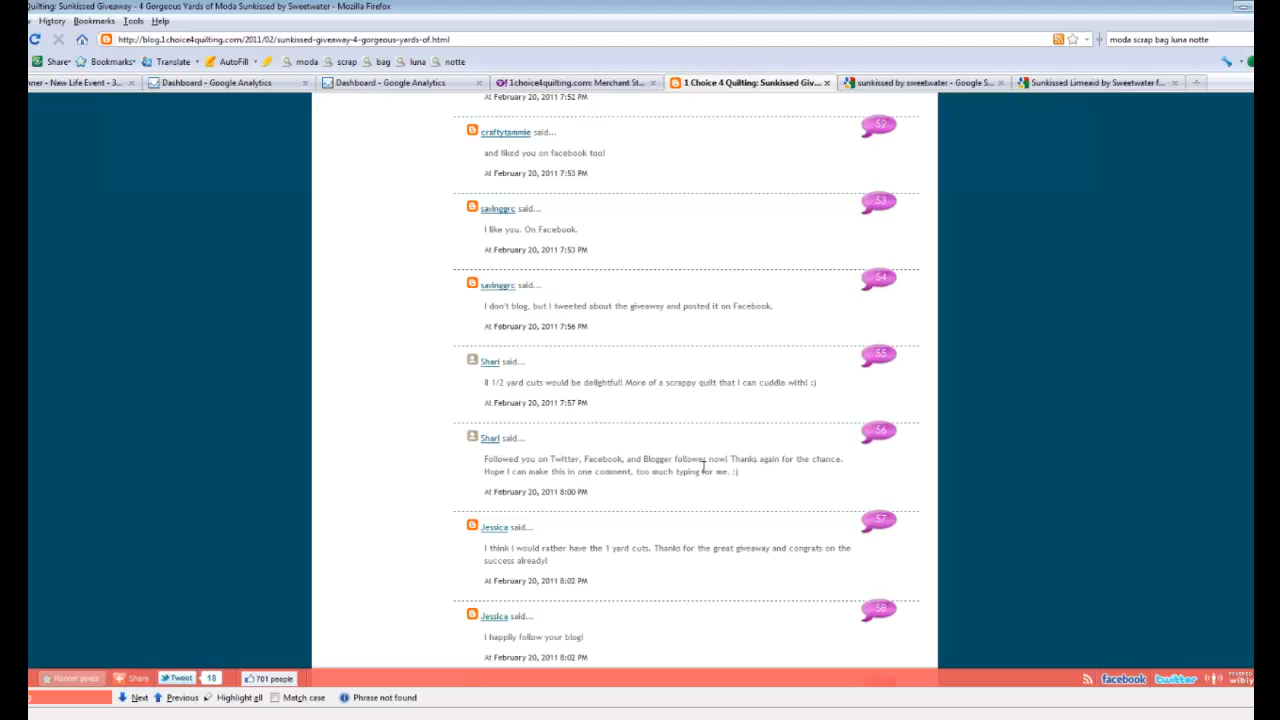 Quilting: Sunkissed Giveaway - 4 Gorgeous Yards of Moda Sunkissed by Sweetwater - Mozilla Firefox
History Bookmarks Tools Help
http://blog.1choice4quilting.com/2011/02/sunkissed-giveaway-4-gorgeous-yards-of.html moda scrap bag luna notte
Share Bookmarks Translate AutoFill moda scrap bag luna notte
nner - New Life Event - 3... Dashboard - Google Analytics Dashboard - Google Analytics 1choice4quilting.com: Merchant St... 1 Choice 4 Quilting: Sunkissed Giv... sunkissed by sweetwater - Google S... Sunkissed Limeaid by Sweetwater f...
At February 20, 2011 7:52 PM
craftytammie said... 52
and liked you on facebook too!
At February 20, 2011 7:53 PM
savinggrc said... 53
I like you. On Facebook.
At February 20, 2011 7:53 PM
savinggrc said... 54
I don't blog, but I tweeted about the giveaway and posted it on Facebook.
At February 20, 2011 7:56 PM
Shari said... 55
8 1/2 yard cuts would be delightful! More of a scrappy quilt that I can cuddle with! :)
At February 20, 2011 7:57 PM
Shari said... 56
Followed you on Twitter, Facebook, and Blogger follower now! Thanks again for the chance.
Hope I can make this in one comment, too much typing for me. :)
At February 20, 2011 8:00 PM
Jessica said... 57
I think I would rather have the 1 yard cuts. Thanks for the great giveaway and congrats on the
success already!
At February 20, 2011 8:02 PM
Jessica said... 58
I happily follow your blog!
At February 20, 2011 8:02 PM
Recent posts Share Tweet 18 701 people facebook twitter POWERED wibiy
Next Previous Highlight all Match case Phrase not found